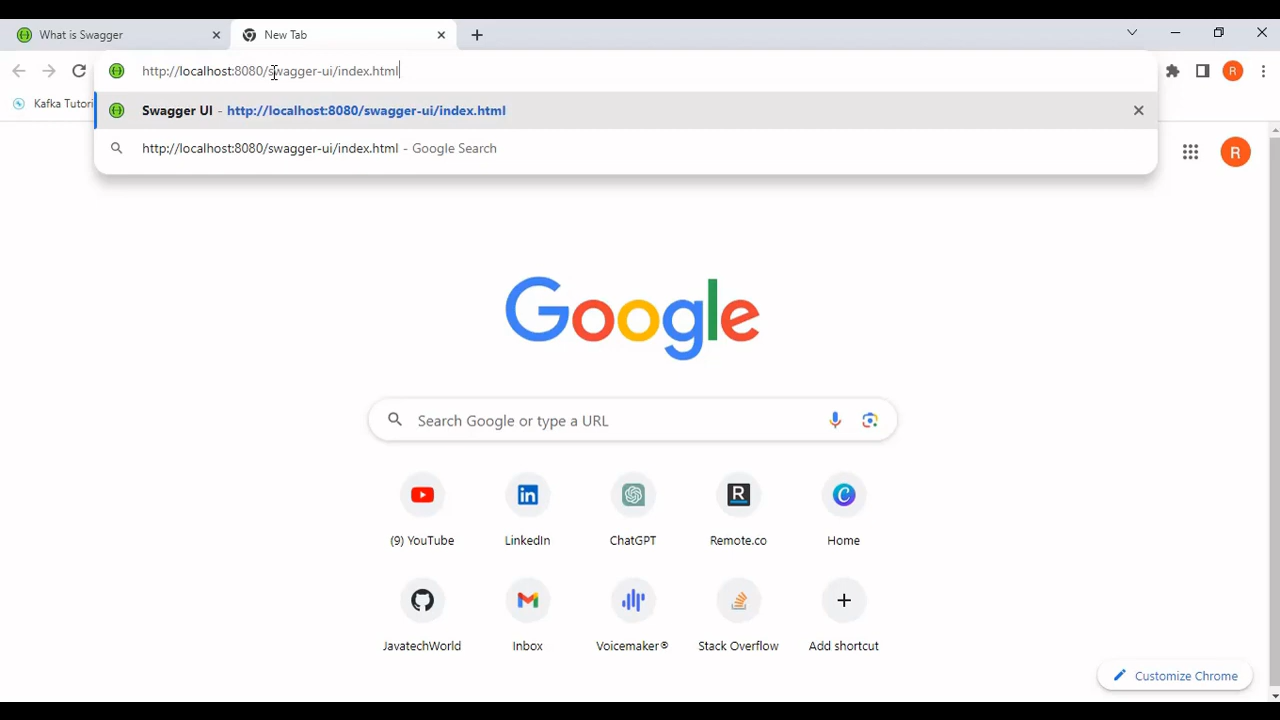 What is Swagger
New Tab
http://localhost:8080/swagger-ui/index.html
Kafka Tutori
Swagger UI - http://localhost:8080/swagger-ui/index.html
http://localhost:8080/swagger-ui/index.html - Google Search
R
R
Google
Search Google or type a URL
(9) YouTube
LinkedIn
ChatGPT
Remote.co
Home
JavatechWorld
Inbox
Voicemaker®
Stack Overflow
Add shortcut
Customize Chrome